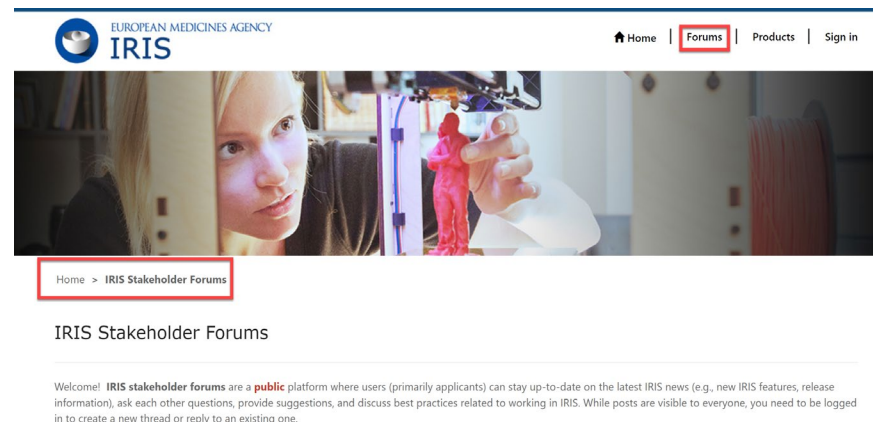 EUROPEAN MEDICINES AGENCY
IRIS
Home | Forums | Products | Sign in
Home > IRIS Stakeholder Forums
IRIS Stakeholder Forums
Welcome! IRIS stakeholder forums are a public platform where users (primarily applicants) can stay up-to-date on the latest IRIS news (e.g., new IRIS features, release
information), ask each other questions, provide suggestions, and discuss best practices related to working in IRIS. While posts are visible to everyone, you need to be logged
in to create a new thread or reply to an existing one.